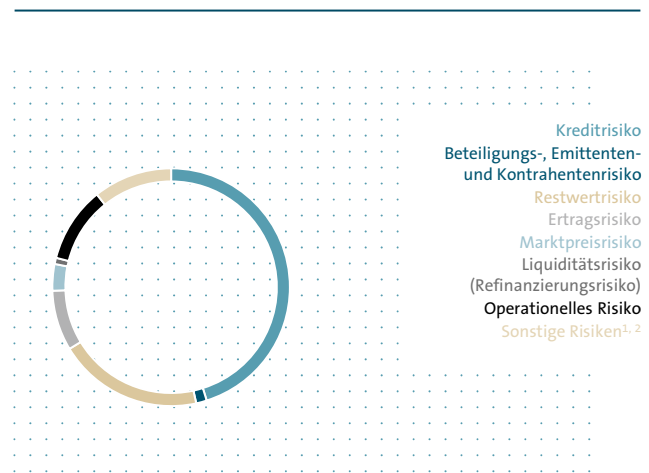 Kreditrisiko
Beteiligungs-, Emittenten-
und Kontrahentenrisiko
Restwertrisiko
Ertragsrisiko
Marktpreisrisiko
Liquiditätsrisiko
(Refinanzierungsrisiko)
Operationelles Risiko
Sonstige Risiken¹˒ ²